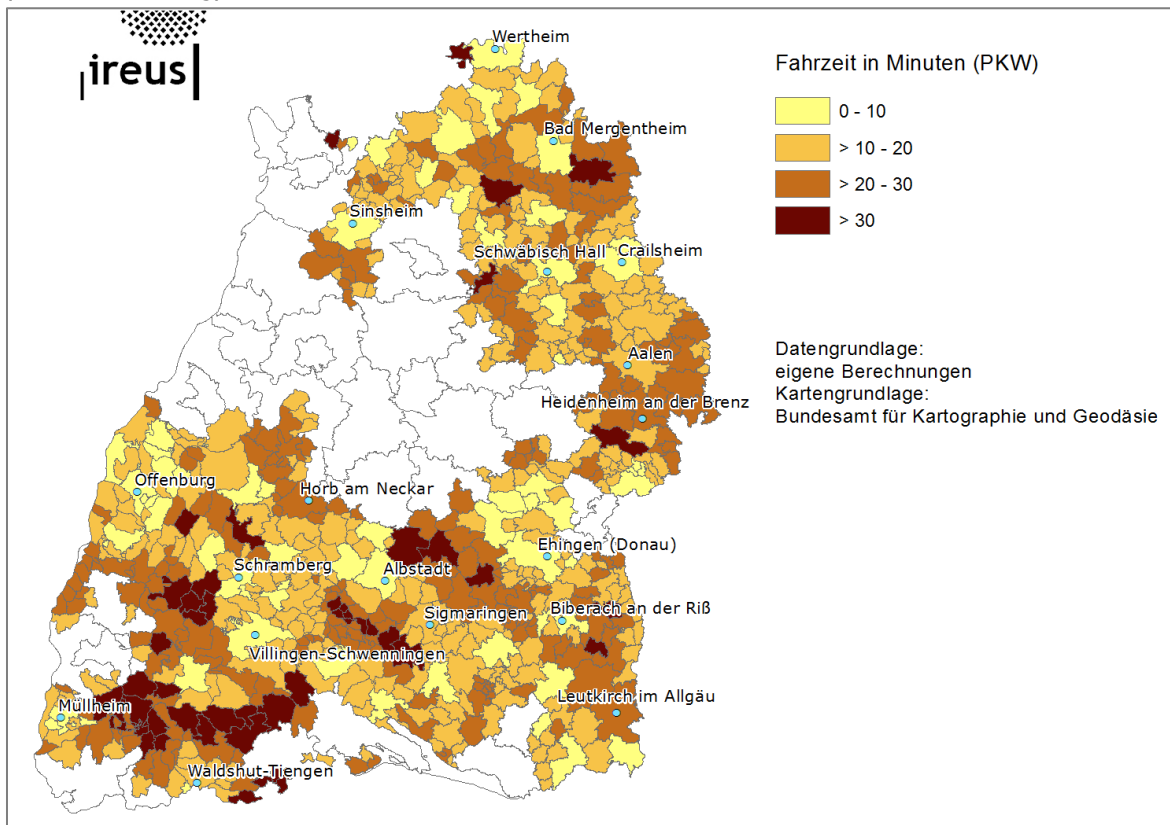 ireus
Wertheim
Fahrzeit in Minuten (PKW)
0 - 10
Bad Mergentheim
> 10 - 20
> 20 - 30
Sinsheim
> 30
Schwäbisch Hall
Crailsheim
Datengrundlage:
Aalen
eigene Berechnungen
Kartengrundlage:
Heidenheim an der Brenz
Bundesamt für Kartographie und Geodäsie
Offenburg
Horb am Neckar
Ehingen (Donau)
Schramberg
Albstadt
Biberach an der Riß
Sigmaringen
Villingen-Schwenningen
Leutkirch im Allgäu
Müllheim
Waldshut-Tiengen